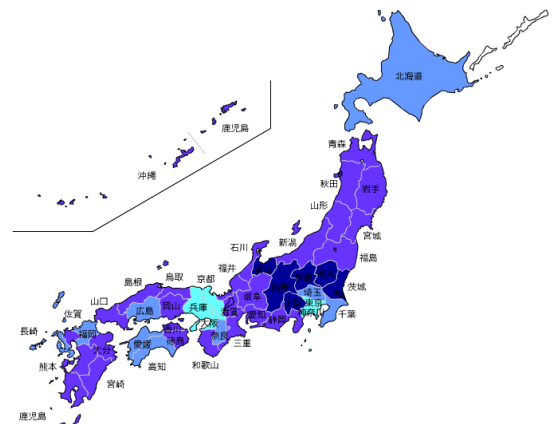 北海道
鹿児島
青森
沖縄
秋田
岩手
山形
宮城
石川
新潟
福島
福井
島根
鳥取
京都
茨城
埼玉
山口
岡山
兵庫
岐阜
東京
佐賀
広島
滋賀
神奈川
千葉
愛知
静岡
長崎
福岡
香川
大阪
奈良
徳島
愛媛
三重
大分
熊本
高知
和歌山
宮崎
鹿児島